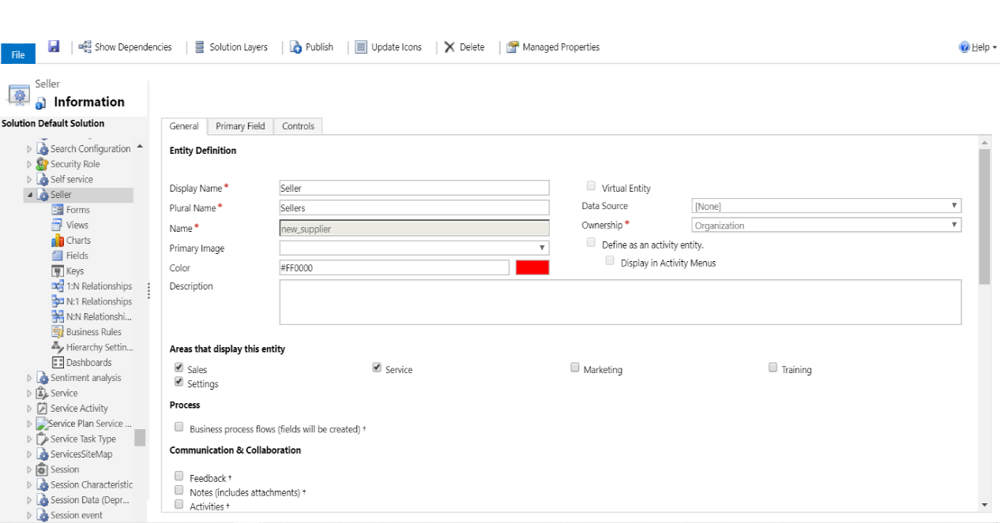 File
Show Dependencies
Solution Layers
Publish
Update Icons
Delete
Managed Properties
Help
Seller
Information
Solution Default Solution
Search Configuration
Security Role
Self service
Seller
Forms
Views
Charts
Fields
Keys
1:N Relationships
N:1 Relationships
N:N Relationshi...
Business Rules
Hierarchy Settin...
Dashboards
Sentiment analysis
Service
Service Activity
Service Plan Service ...
Service Task Type
ServicesSiteMap
Session
Session Characteristic
Session Data (Depr...
Session event
General Primary Field Controls
Entity Definition
Display Name* Seller
Plural Name* Sellers
Name* new_supplier
Primary Image
Color #FF0000
Description
Virtual Entity
Data Source [None]
Ownership* Organization
Define as an activity entity.
Display in Activity Menus
Areas that display this entity
Sales Service Marketing Training
Settings
Process
Business process flows (fields will be created) †
Communication & Collaboration
Feedback †
Notes (includes attachments) †
Activities †